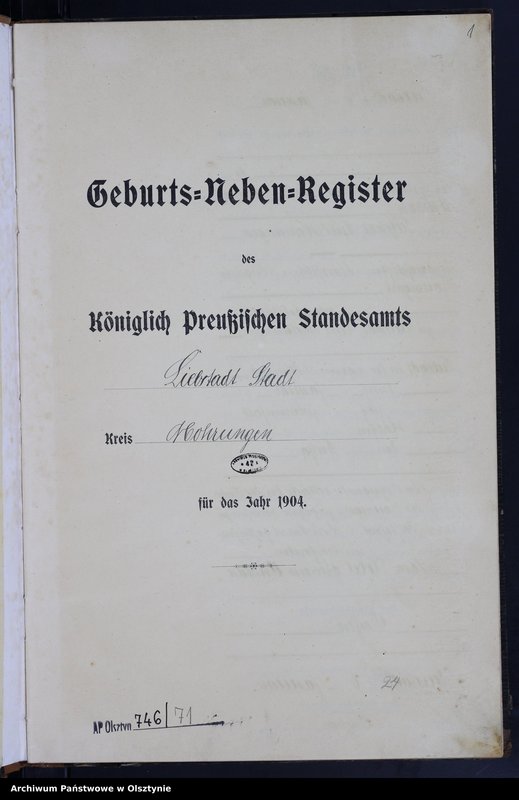 1
Geburts=Neben=Register
des
Königlich Preußischen Standesamts
Liebstadt Stadt
Kreis Mohrungen
47
für das Jahr 1904.
24
AP Olsztyn 746/71
Archiwum Państwowe w Olsztynie